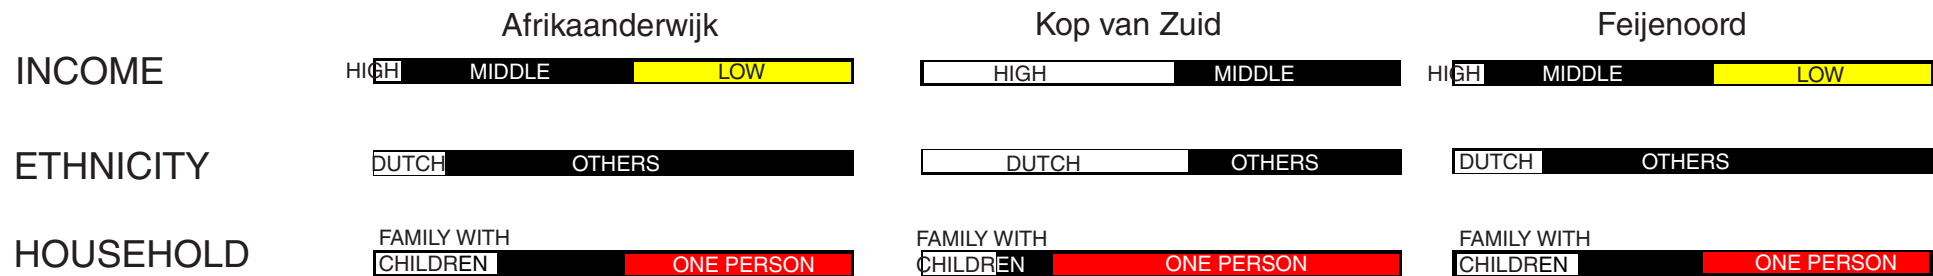 Afrikaanderwijk Kop van Zuid Feijenoord
INCOME HIGH MIDDLE LOW HIGH MIDDLE HIGH MIDDLE LOW
ETHNICITY DUTCH OTHERS DUTCH OTHERS DUTCH OTHERS
FAMILY WITH FAMILY WITH FAMILY WITH
HOUSEHOLD CHILDREN ONE PERSON CHILDREN ONE PERSON CHILDREN ONE PERSON